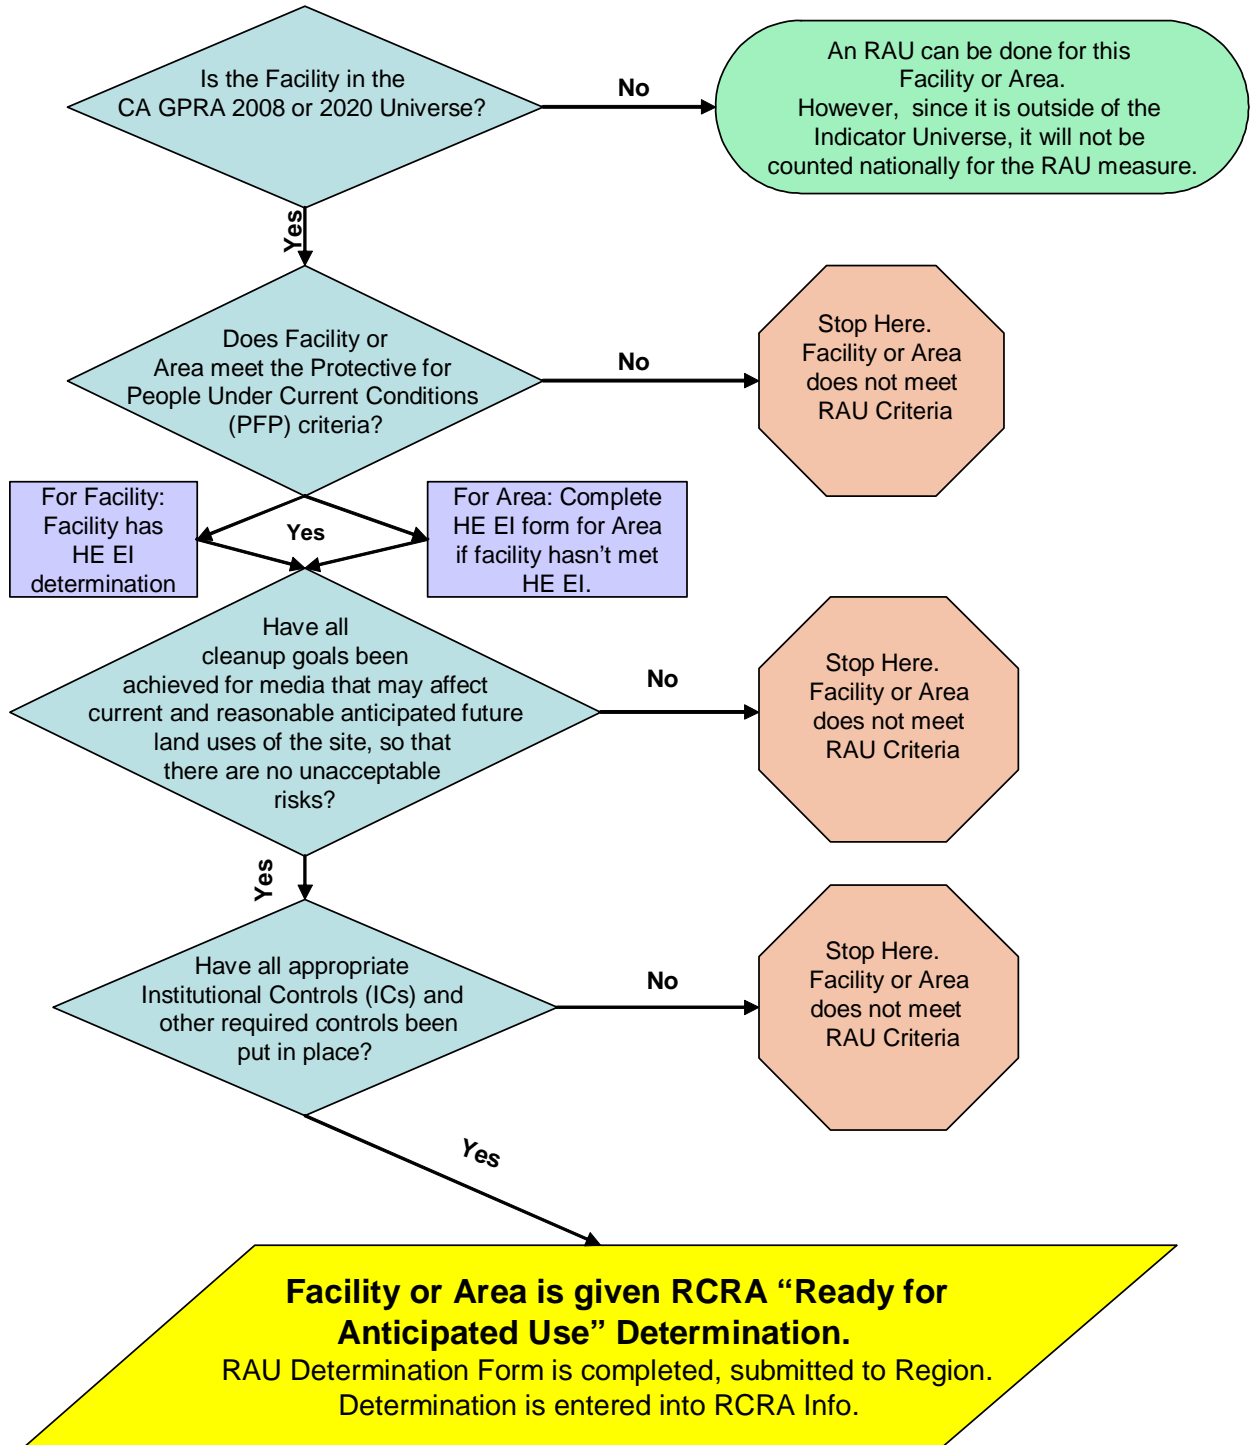 Is the Facility in the
CA GPRA 2008 or 2020 Universe?
No
An RAU can be done for this
Facility or Area.
However, since it is outside of the
Indicator Universe, it will not be
counted nationally for the RAU measure.
Yes
Does Facility or
Area meet the Protective for
People Under Current Conditions
(PFP) criteria?
No
Stop Here.
Facility or Area
does not meet
RAU Criteria
For Facility:
Facility has
HE EI
determination
Yes
For Area: Complete
HE EI form for Area
if facility hasn’t met
HE EI.
Have all
cleanup goals been
achieved for media that may affect
current and reasonable anticipated future
land uses of the site, so that
there are no unacceptable
risks?
No
Stop Here.
Facility or Area
does not meet
RAU Criteria
Yes
Have all appropriate
Institutional Controls (ICs) and
other required controls been
put in place?
No
Stop Here.
Facility or Area
does not meet
RAU Criteria
Yes
Facility or Area is given RCRA “Ready for
Anticipated Use” Determination.
RAU Determination Form is completed, submitted to Region.
Determination is entered into RCRA Info.